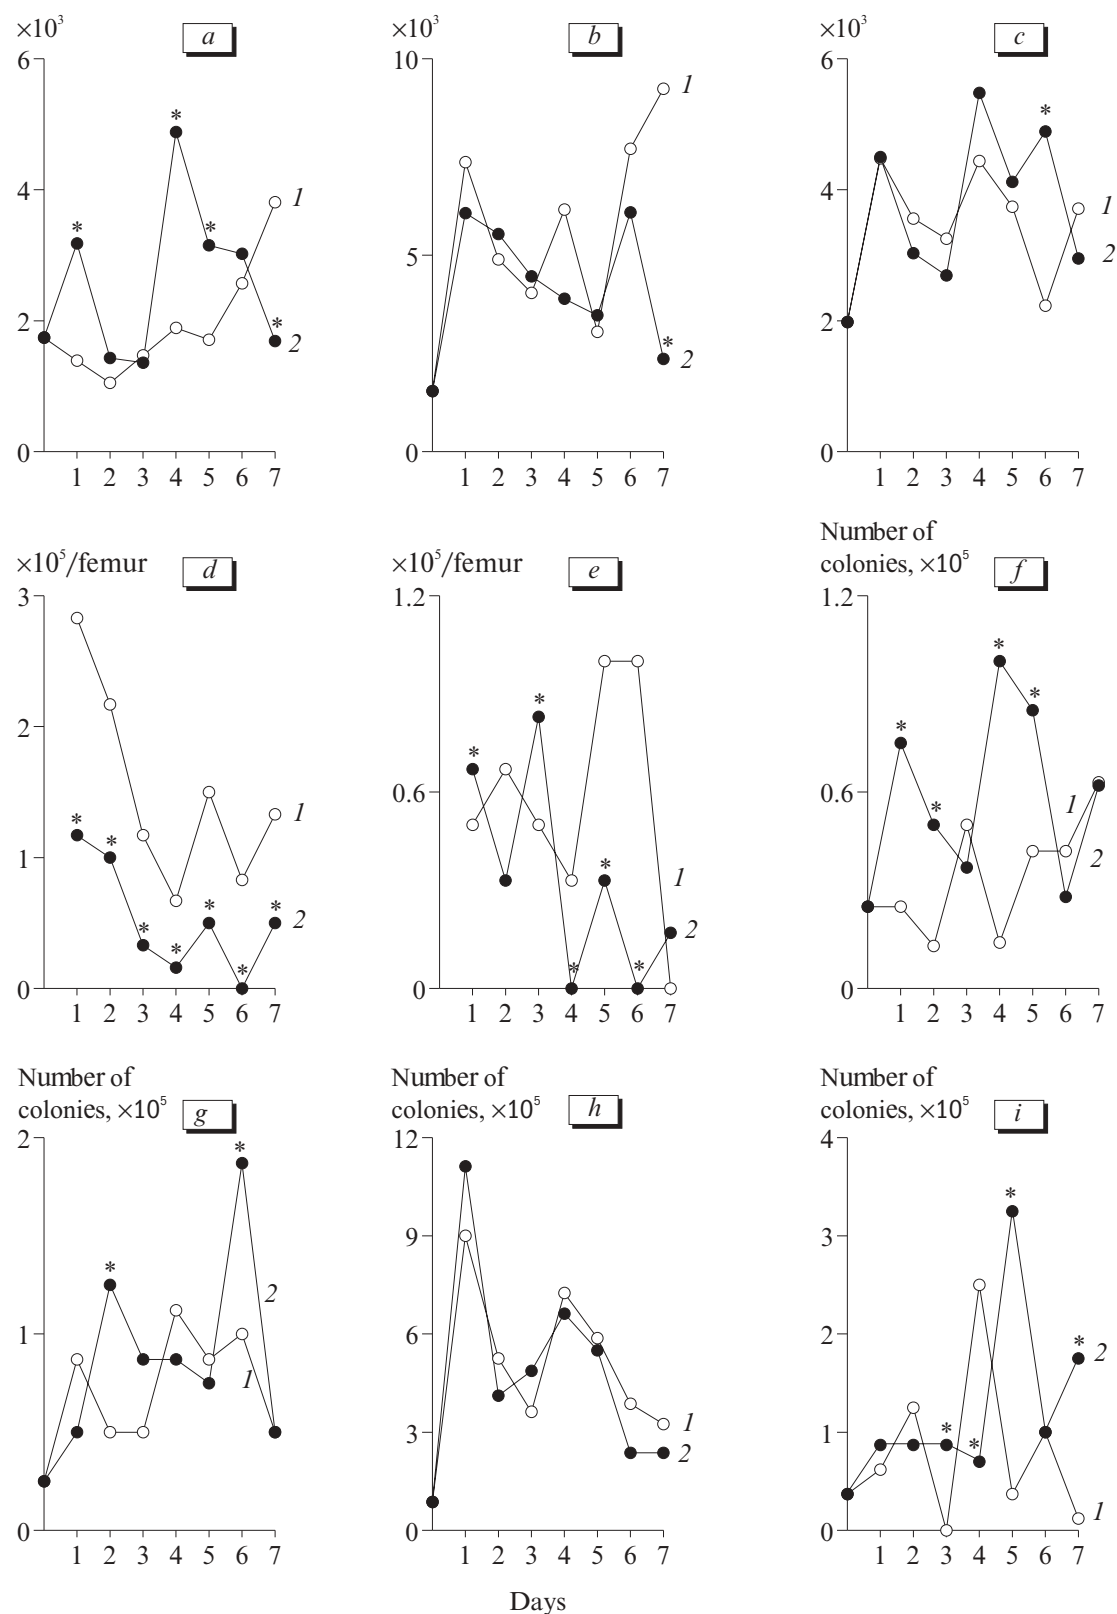 ×10³ a
6
4
2
0
* * * *
1
2
1 2 3 4 5 6 7
×10³ b
10
5
0
*
1
2
1 2 3 4 5 6 7
×10³ c
6
4
2
0
*
1
2
1 2 3 4 5 6 7
×10⁵/femur d
3
2
1
0
* * * * * * *
1
2
1 2 3 4 5 6 7
×10⁵/femur e
1.2
0.6
0
* * * * *
1
2
1 2 3 4 5 6 7
Number of
colonies, ×10⁵ f
1.2
0.6
0
* * * *
1
2
1 2 3 4 5 6 7
Number of
colonies, ×10⁵ g
2
1
0
* *
2
1
1 2 3 4 5 6 7
Number of
colonies, ×10⁵ h
12
9
6
3
0
1
2
1 2 3 4 5 6 7
Number of
colonies, ×10⁵ i
4
3
2
1
0
* * * *
2
1
1 2 3 4 5 6 7
Days